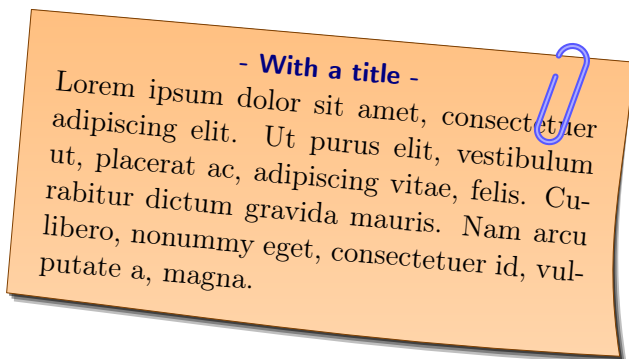 - With a title -
Lorem ipsum dolor sit amet, consectetuer
adipiscing elit. Ut purus elit, vestibulum
ut, placerat ac, adipiscing vitae, felis. Cu-
rabitur dictum gravida mauris. Nam arcu
libero, nonummy eget, consectetuer id, vul-
putate a, magna.